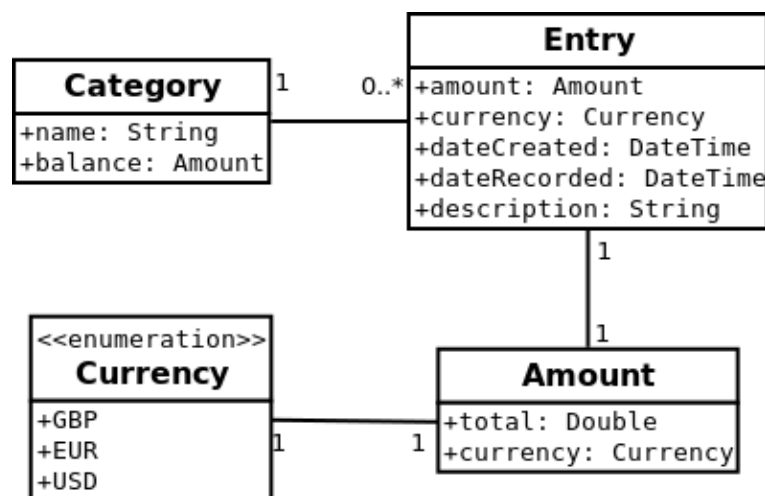 Category
+name: String
+balance: Amount
1
0..*
Entry
+amount: Amount
+currency: Currency
+dateCreated: DateTime
+dateRecorded: DateTime
+description: String
1
1
<<enumeration>>
Currency
+GBP
+EUR
+USD
1
1
Amount
+total: Double
+currency: Currency